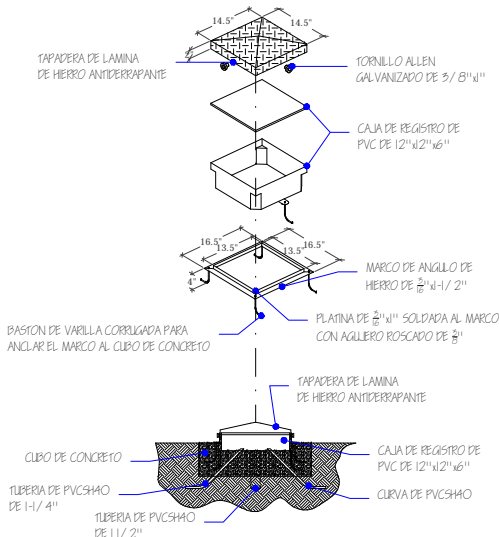 14.5"
14.5"
TAPADERA DE LAMINA
DE HIERRO ANTIDERRAPANTE
TORNILLO ALLEN
GALVANIZADO DE 3/8"x1"
CAJA DE REGISTRO DE
PVC DE 12"x12"x6"
16.5"
13.5"
16.5"
13.5"
4"
MARCO DE ANGULO DE
HIERRO DE 3/16"x1-1/2"
PLATINA DE 3/16"x1" SOLDADA AL MARCO
CON AGUJERO ROSCADO DE 3/8"
BASTON DE VARILLA CORRUGADA PARA
ANCLAR EL MARCO AL CUBO DE CONCRETO
TAPADERA DE LAMINA
DE HIERRO ANTIDERRAPANTE
CUBO DE CONCRETO
CAJA DE REGISTRO DE
PVC DE 12"x12"x6"
TUBERIA DE PVCSH40
DE 1-1/4"
CURVA DE PVCSH40
TUBERIA DE PVCSH40
DE 1 1/2"